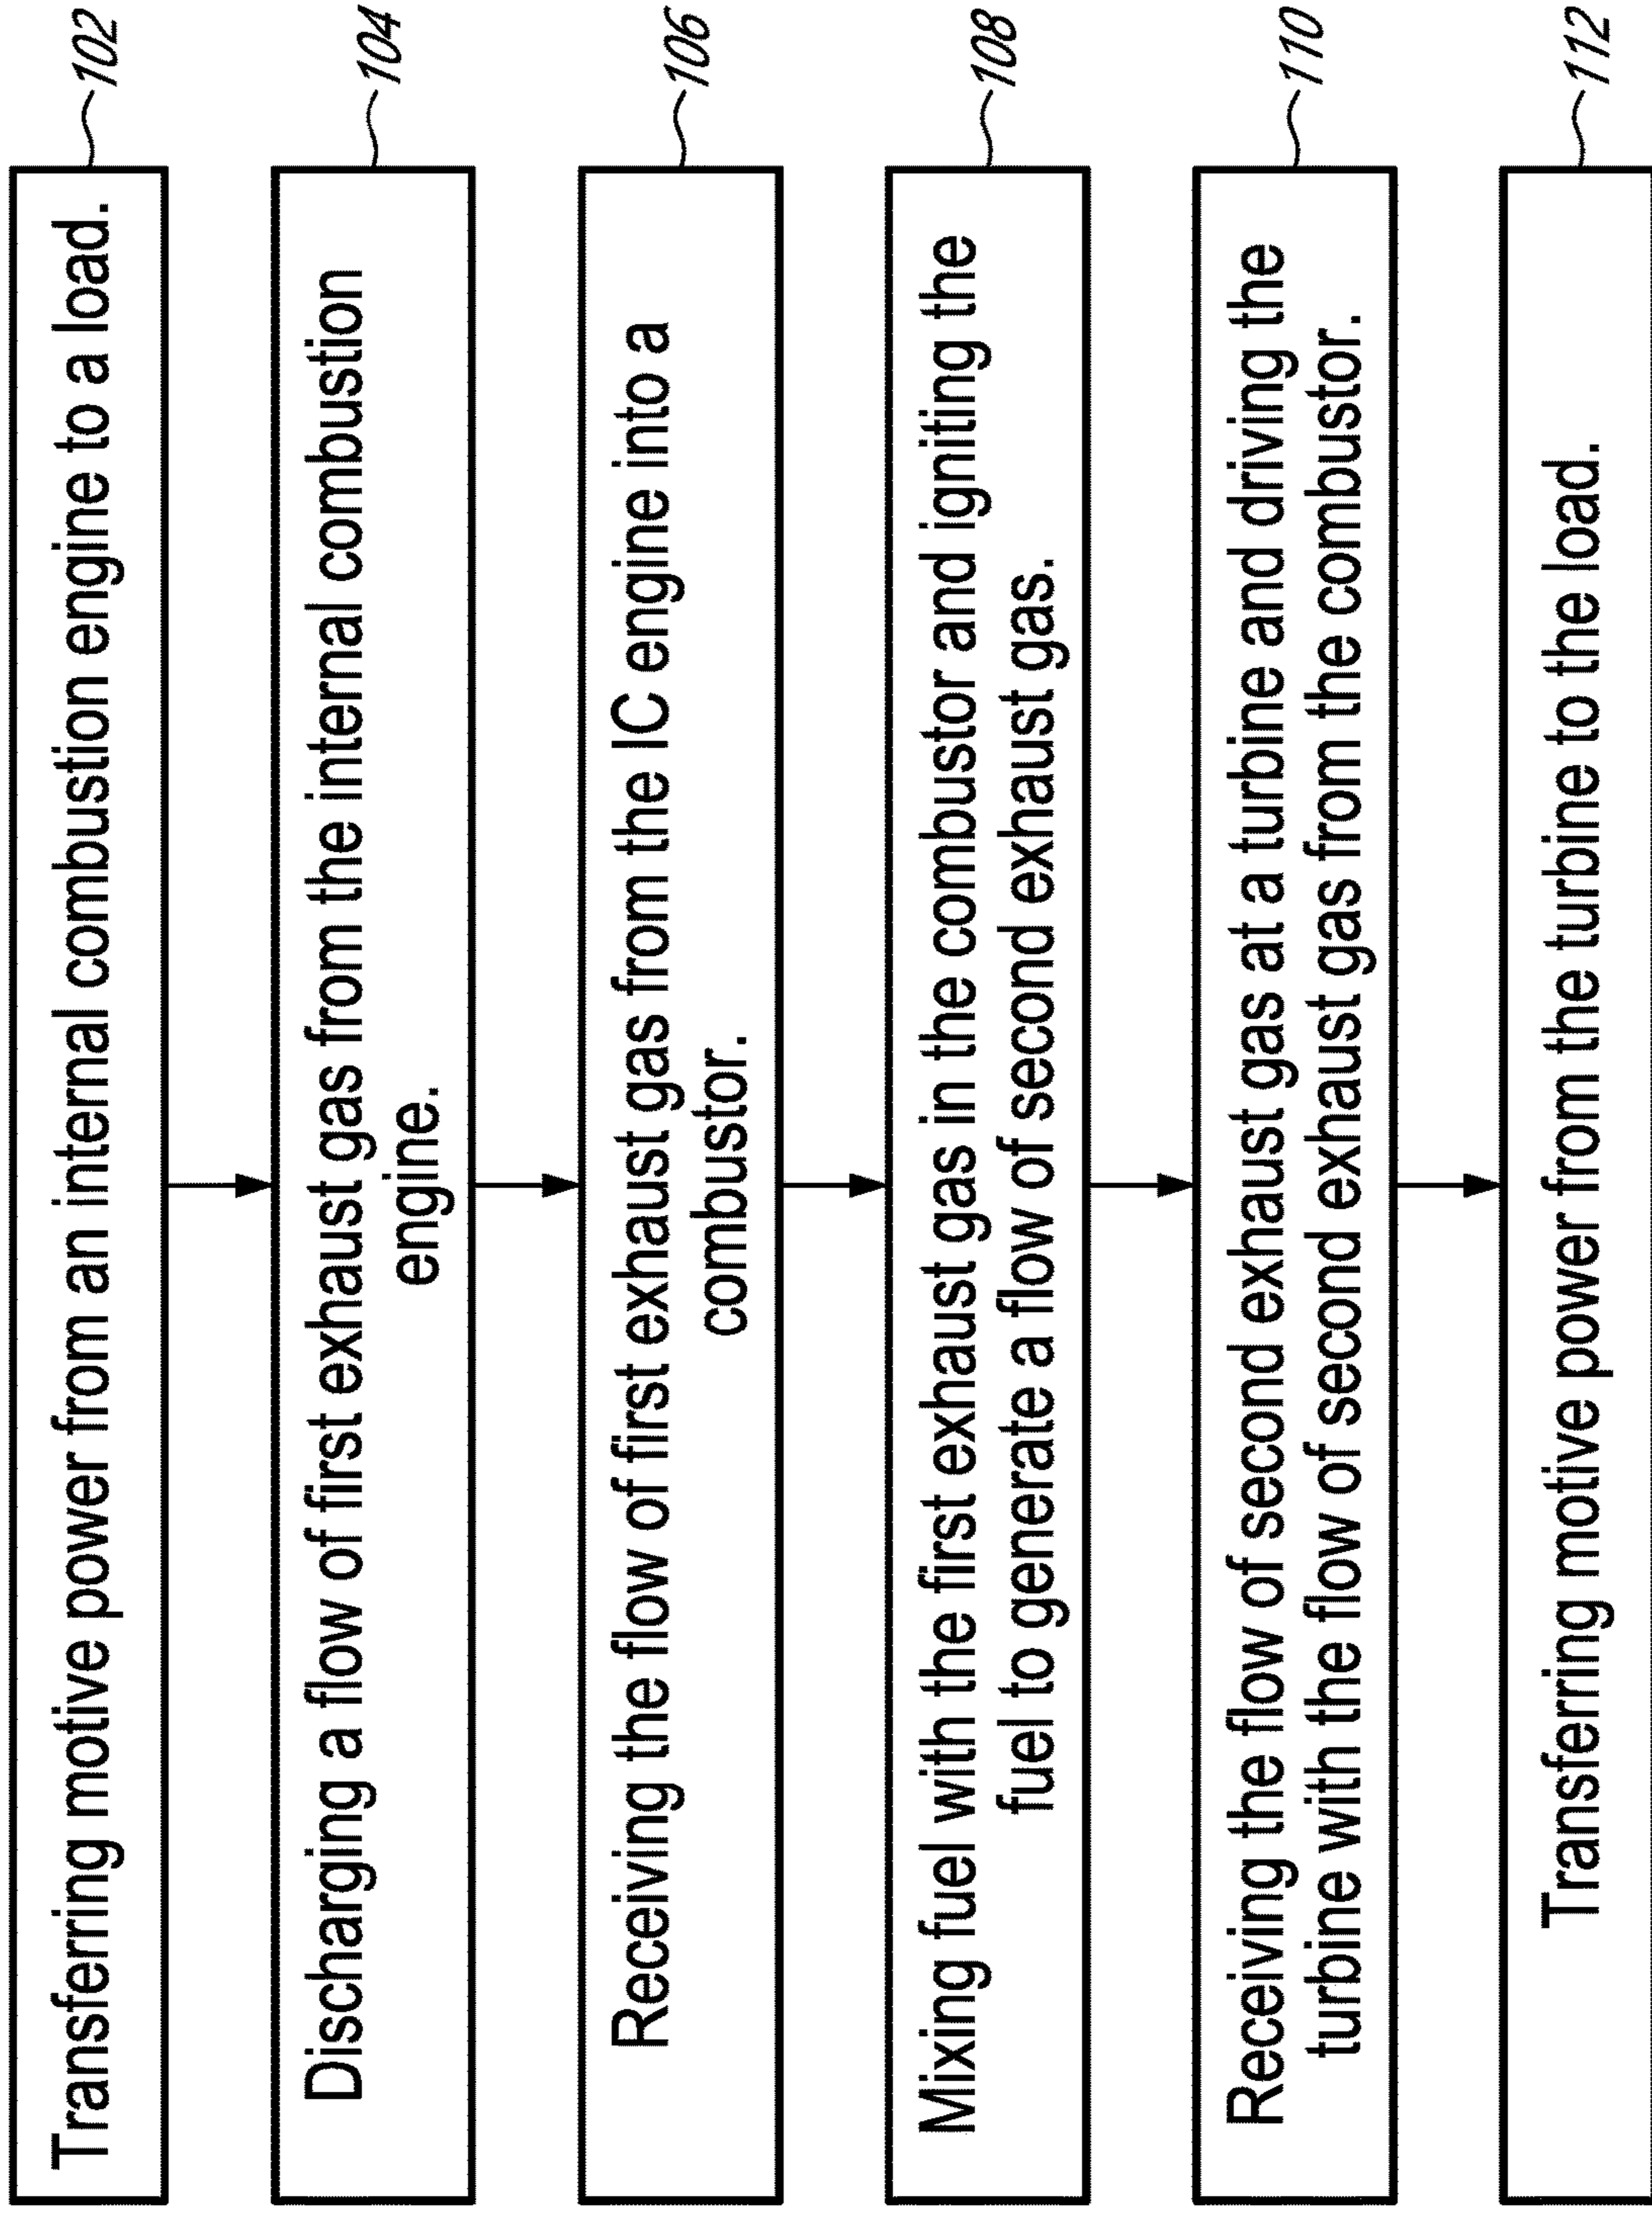 Transferring motive power from an internal combustion engine to a load.
102
Discharging a flow of first exhaust gas from the internal combustion
engine.
104
Receiving the flow of first exhaust gas from the IC engine into a
combustor.
106
Mixing fuel with the first exhaust gas in the combustor and igniting the
fuel to generate a flow of second exhaust gas.
108
Receiving the flow of second exhaust gas at a turbine and driving the
turbine with the flow of second exhaust gas from the combustor.
110
Transferring motive power from the turbine to the load.
112